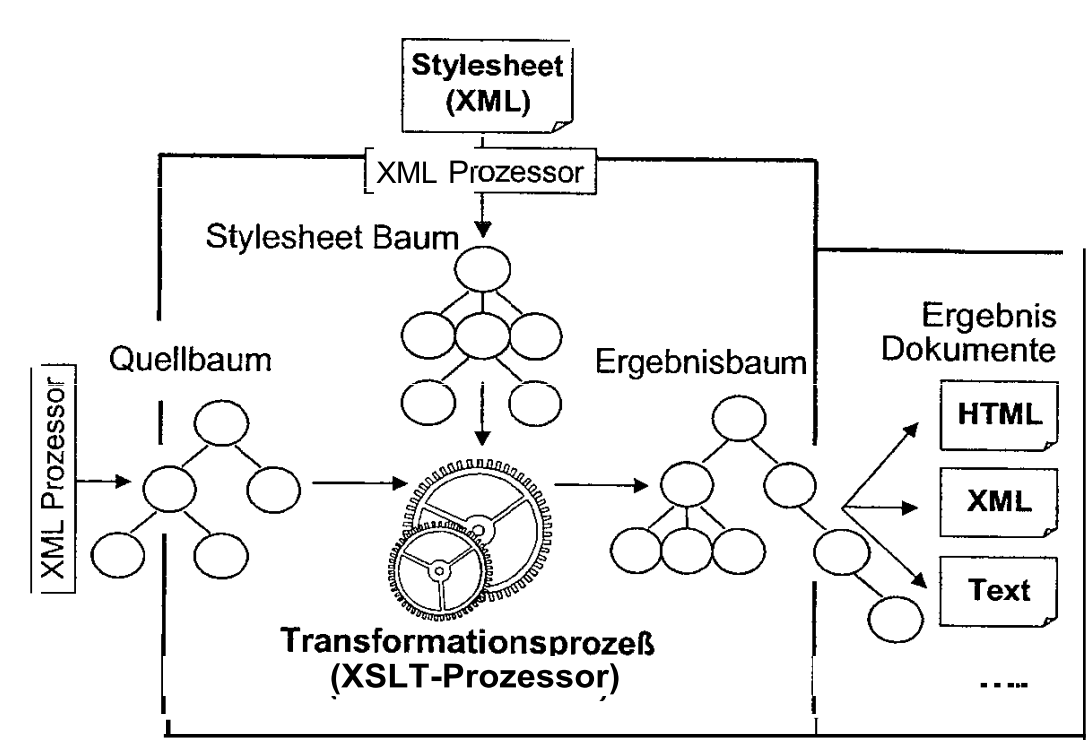 Stylesheet
(XML)
XML Prozessor
Stylesheet Baum
Quellbaum
Ergebnisbaum
Ergebnis
Dokumente
XML Prozessor
HTML
XML
Text
Transformationsprozeß
(XSLT-Prozessor)
.....